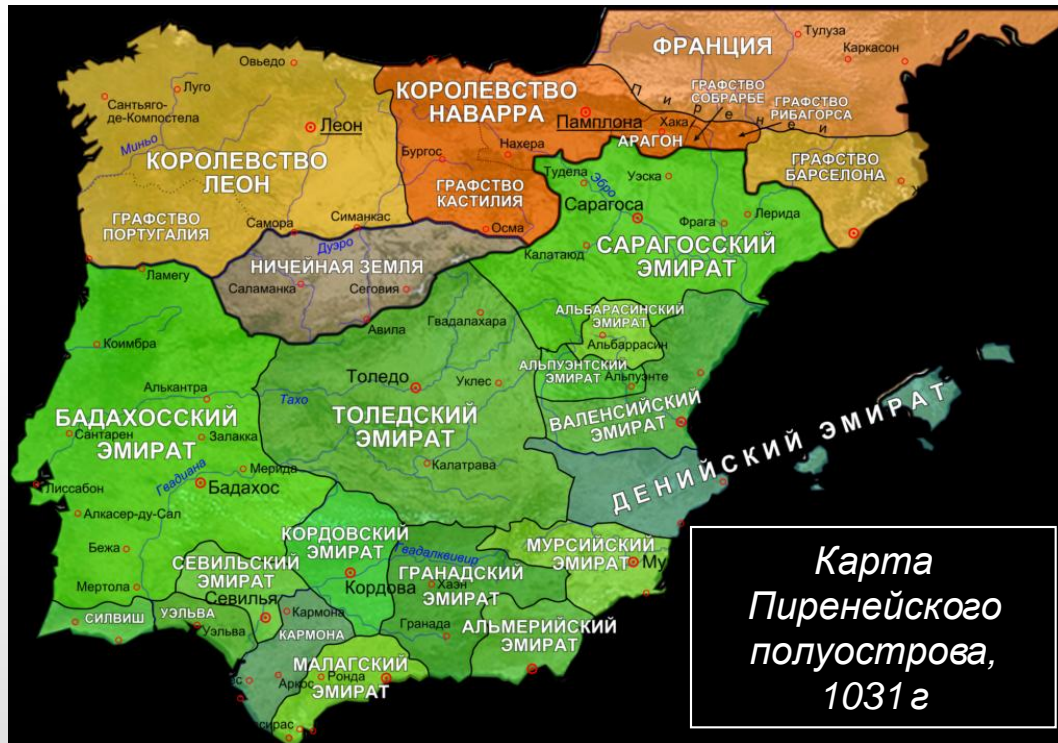 ФРАНЦИЯ
Тулуза
Каркасон
Овьедо
Луго
Сантьяго-
де-Компостела
Леон
Миньо
КОРОЛЕВСТВО
ЛЕОН
ГРАФСТВО
ПОРТУГАЛИЯ
Самора
Симанкас
КОРОЛЕВСТВО
НАВАРРА
Памплона
Нахера
Бургос
ГРАФСТВО
КАСТИЛИЯ
Осма
Пиренеи
ГРАФСТВО
СОБРАРБЕ
ГРАФСТВО
РИБАГОРСА
Хака
АРАГОН
ГРАФСТВО
БАРСЕЛОНА
Тудела
Эбро
Уэска
Сарагоса
Фрага
Лерида
САРАГОССКИЙ
ЭМИРАТ
Калатаюд
Дуэро
НИЧЕЙНАЯ ЗЕМЛЯ
Саламанка
Сеговия
Авила
Ламегу
Коимбра
Гвадалахара
АЛЬБАРАСИНСКИЙ
ЭМИРАТ
Альбаррасин
АЛЬПУЭНТСКИЙ
ЭМИРАТ
Альпуэнте
Толедо
Уклес
Тахо
ТОЛЕДСКИЙ
ЭМИРАТ
Калатрава
ВАЛЕНСИЙСКИЙ
ЭМИРАТ
ДЕНИЙСКИЙ ЭМИРАТ
Алькантра
БАДАХОССКИЙ
ЭМИРАТ
Сантарен
Залакка
Мерида
Гвадиана
Бадахос
Лиссабон
Алкасер-ду-Сал
Бежа
Мертола
КОРДОВСКИЙ
ЭМИРАТ
Кордова
Гвадалквивир
МУРСИЙСКИЙ
ЭМИРАТ
Му
СЕВИЛЬСКИЙ
ЭМИРАТ
Севилья
ГРАНАДСКИЙ
ЭМИРАТ
Хаэн
Гранада
СИЛВИШ
УЭЛЬВА
Уэльва
Кармона
КАРМОНА
АЛЬМЕРИЙСКИЙ
ЭМИРАТ
МАЛАГСКИЙ
ЭМИРАТ
Ронда
Аркос
Карта
Пиренейского
полуострова,
1031 г